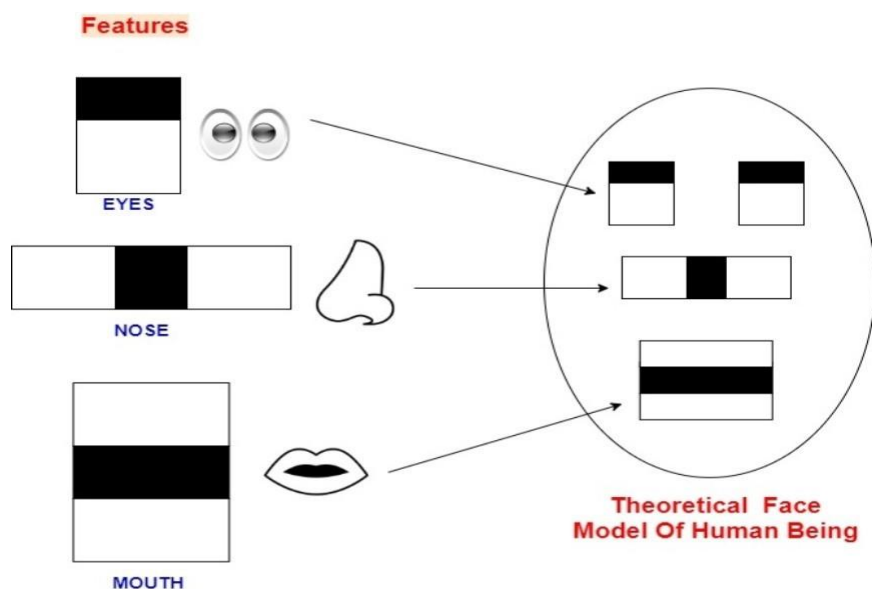 Features
EYES
NOSE
MOUTH
Theoretical Face
Model Of Human Being